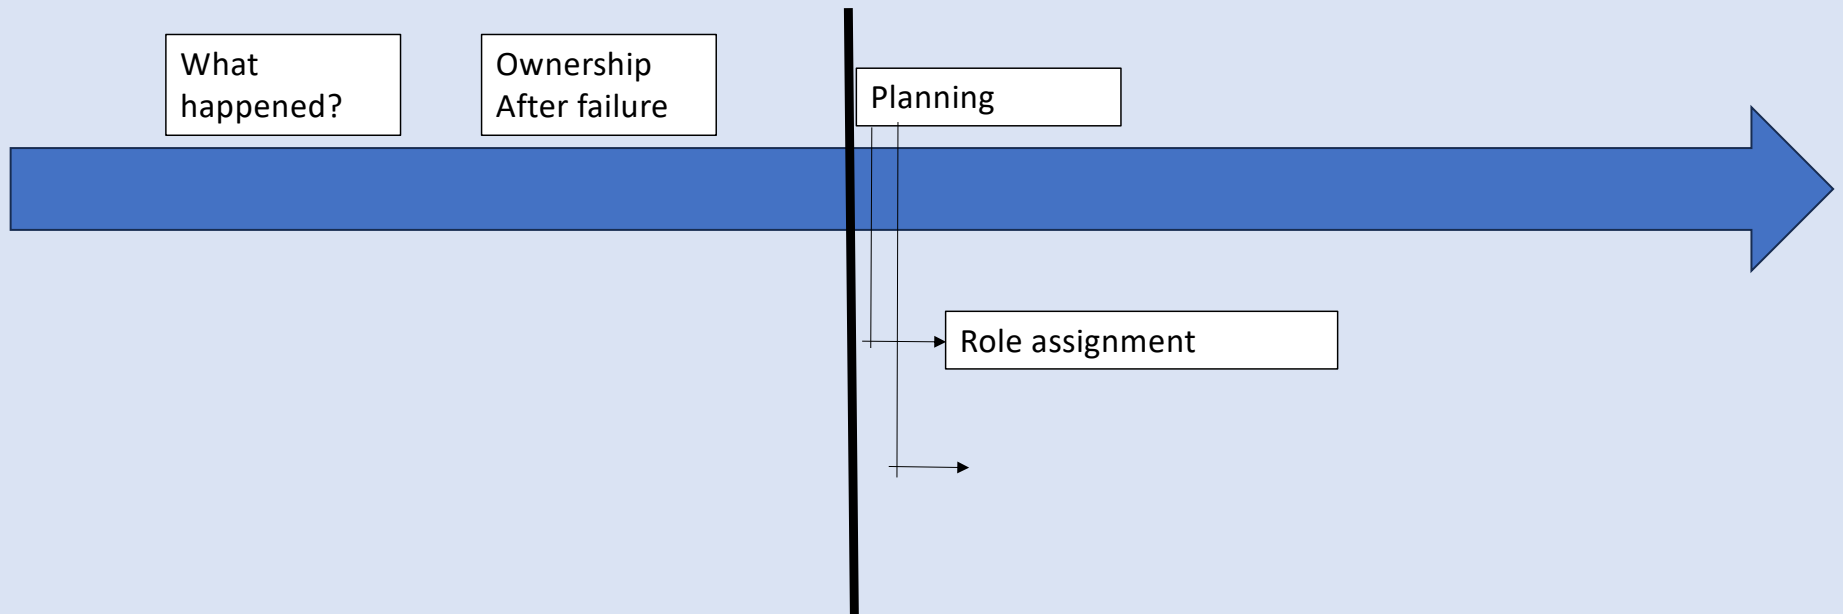 What
happened?
Ownership
After failure
Planning
Role assignment